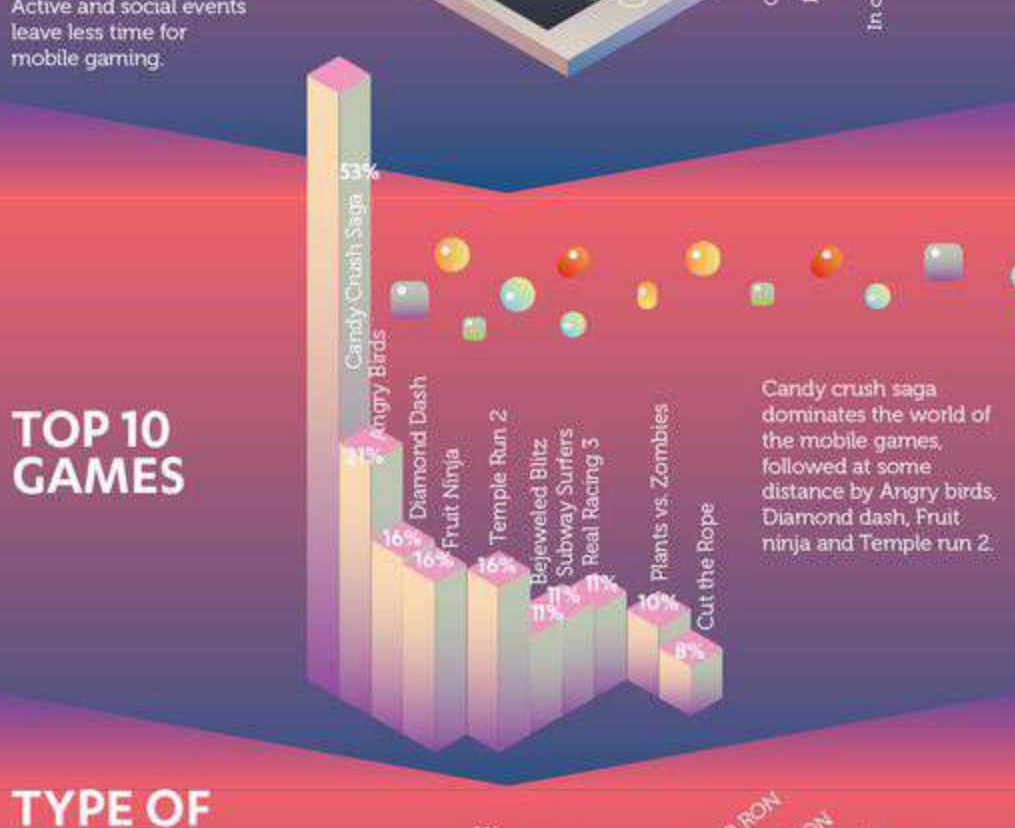 Active and social events
leave less time for
mobile gaming.
53%
Candy Crush Saga
Angry Birds
21%
Diamond Dash
16%
Fruit Ninja
16%
Temple Run 2
16%
Bejeweled Blitz
11%
Subway Surfers
11%
Real Racing 3
11%
Plants vs. Zombies
10%
Cut the Rope
8%
TOP 10
GAMES
Candy crush saga
dominates the world of
the mobile games,
followed at some
distance by Angry birds,
Diamond dash, Fruit
ninja and Temple run 2.
TYPE OF